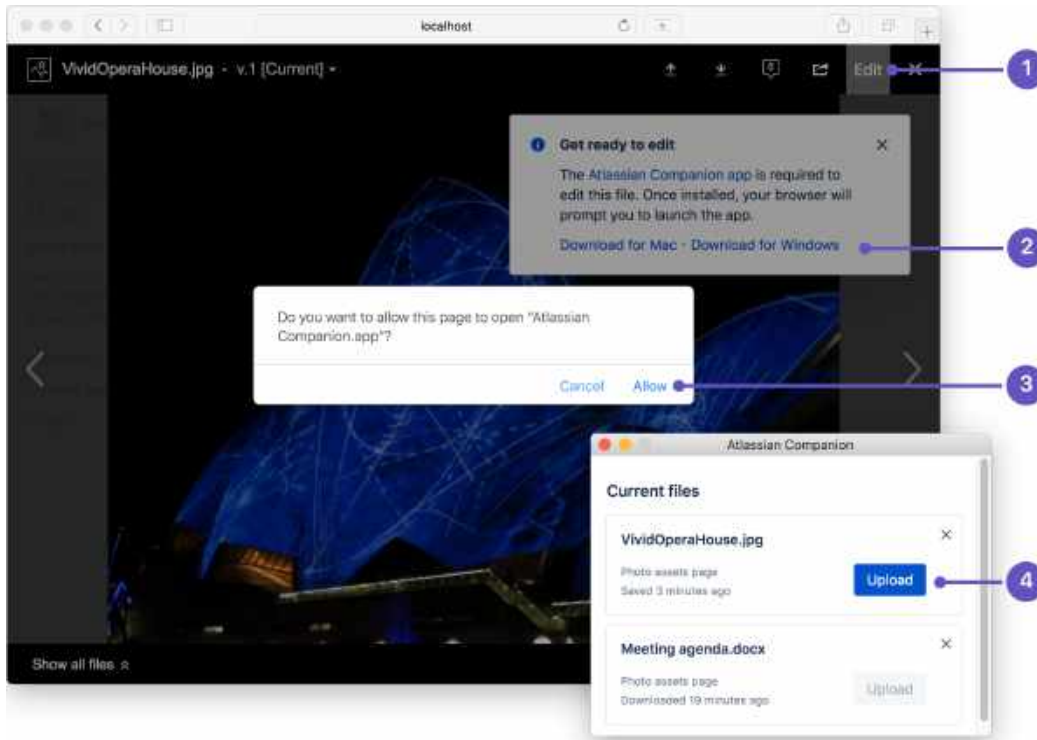 localhost
VividOperaHouse.jpg - v.1 [Current]
Edit
1
Get ready to edit
The Atlassian Companion app is required to
edit this file. Once installed, your browser will
prompt you to launch the app.
Download for Mac · Download for Windows
2
Do you want to allow this page to open "Atlassian
Companion.app"?
Cancel Allow
3
Atlassian Companion
Current files
VividOperaHouse.jpg
Photo assets page
Saved 3 minutes ago
Upload
4
Meeting agenda.docx
Photo assets page
Downloaded 19 minutes ago
Upload
Show all files